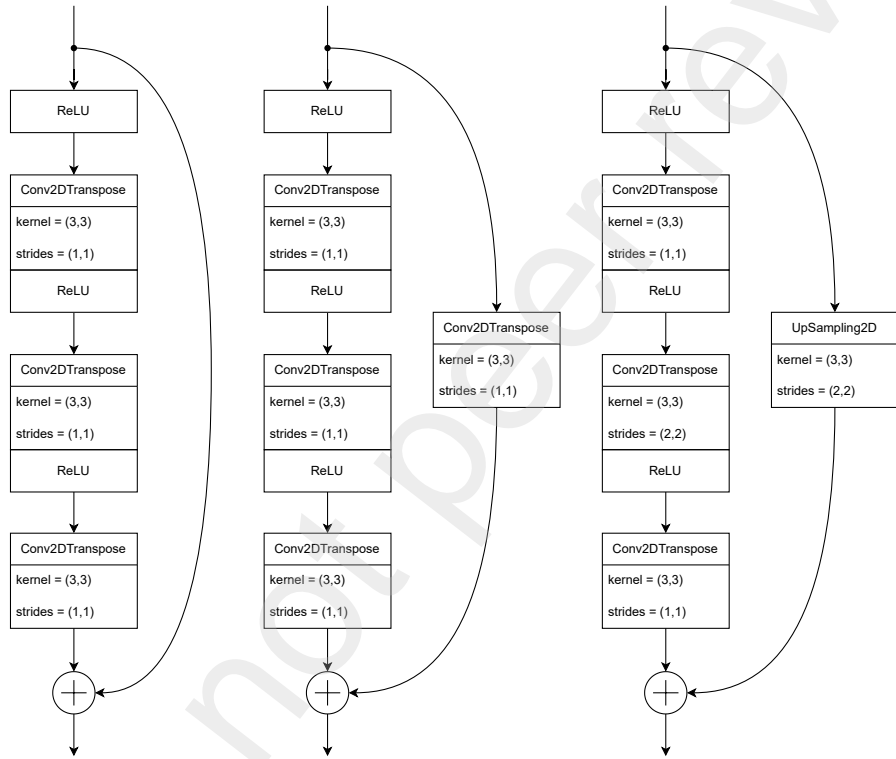 ReLU
Conv2DTranspose
kernel = (3,3)
strides = (1,1)
ReLU
Conv2DTranspose
kernel = (3,3)
strides = (1,1)
ReLU
Conv2DTranspose
kernel = (3,3)
strides = (1,1)
ReLU
Conv2DTranspose
kernel = (3,3)
strides = (1,1)
ReLU
Conv2DTranspose
kernel = (3,3)
strides = (1,1)
ReLU
Conv2DTranspose
kernel = (3,3)
strides = (1,1)
Conv2DTranspose
kernel = (3,3)
strides = (1,1)
ReLU
Conv2DTranspose
kernel = (3,3)
strides = (1,1)
ReLU
Conv2DTranspose
kernel = (3,3)
strides = (2,2)
ReLU
Conv2DTranspose
kernel = (3,3)
strides = (1,1)
UpSampling2D
kernel = (3,3)
strides = (2,2)
not peer rev